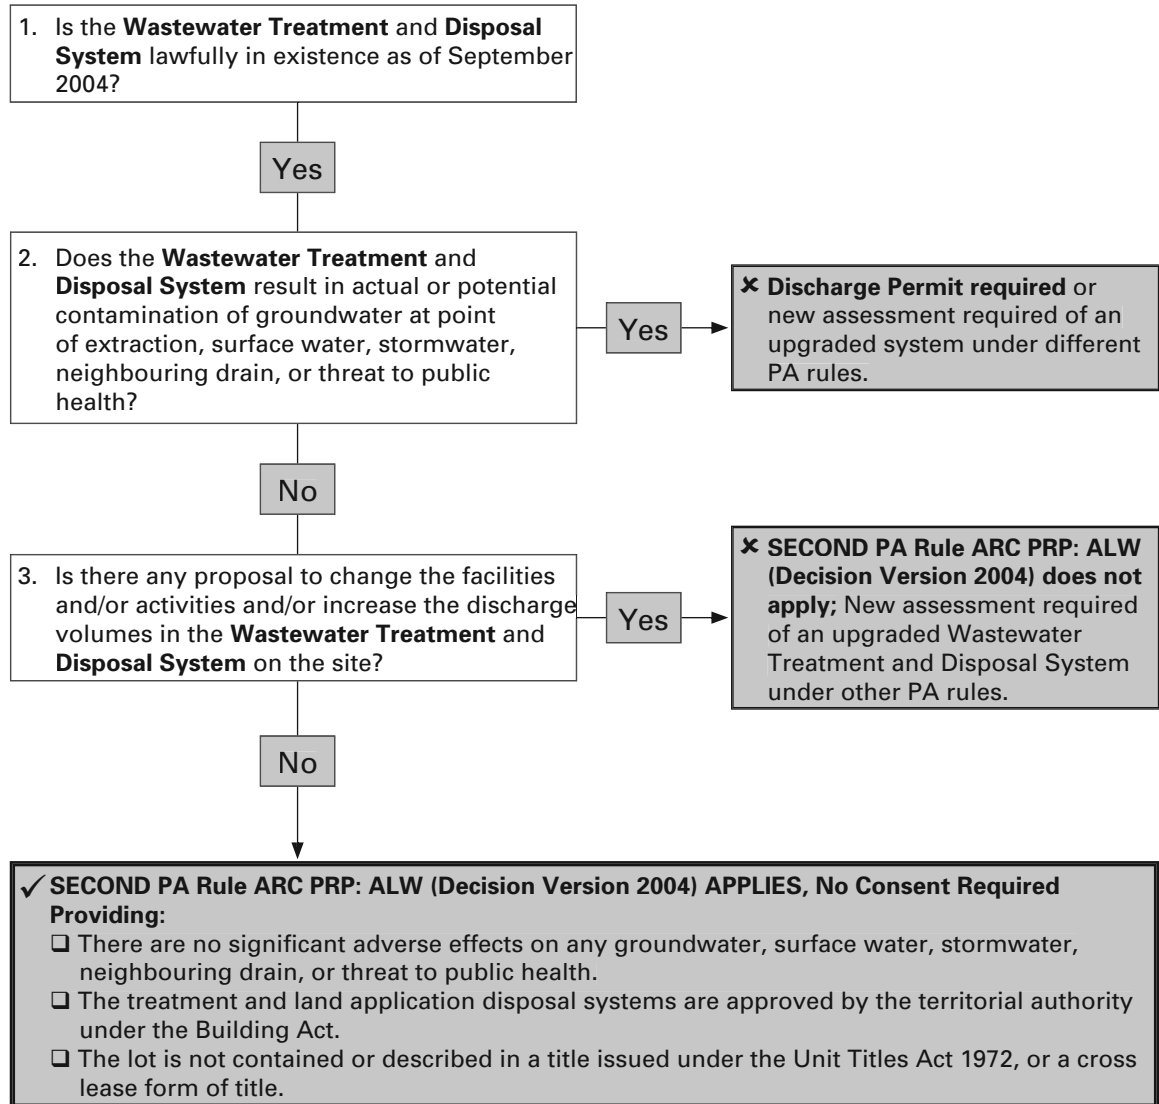 1. Is the Wastewater Treatment and Disposal
System lawfully in existence as of September
2004?
Yes
2. Does the Wastewater Treatment and
Disposal System result in actual or potential
contamination of groundwater at point
of extraction, surface water, stormwater,
neighbouring drain, or threat to public
health?
Yes
✘ Discharge Permit required or
new assessment required of an
upgraded system under different
PA rules.
No
3. Is there any proposal to change the facilities
and/or activities and/or increase the discharge
volumes in the Wastewater Treatment and
Disposal System on the site?
Yes
✘ SECOND PA Rule ARC PRP: ALW
(Decision Version 2004) does not
apply; New assessment required
of an upgraded Wastewater
Treatment and Disposal System
under other PA rules.
No
✓ SECOND PA Rule ARC PRP: ALW (Decision Version 2004) APPLIES, No Consent Required
Providing:
❑ There are no significant adverse effects on any groundwater, surface water, stormwater,
neighbouring drain, or threat to public health.
❑ The treatment and land application disposal systems are approved by the territorial authority
under the Building Act.
❑ The lot is not contained or described in a title issued under the Unit Titles Act 1972, or a cross
lease form of title.